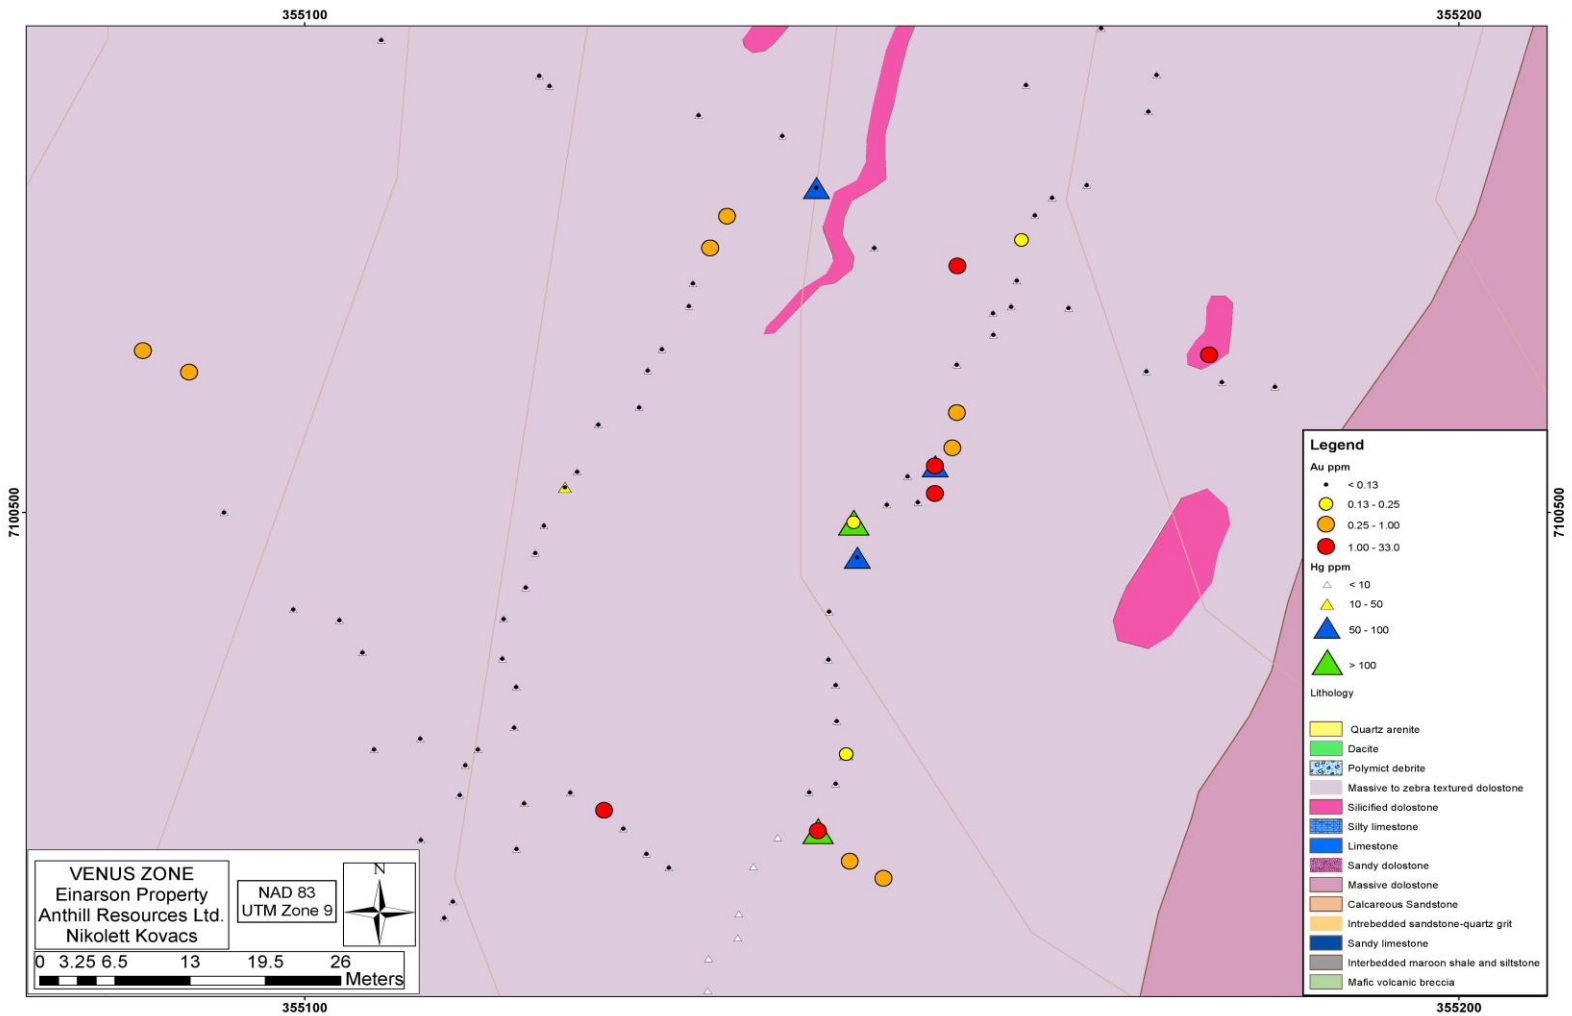 355100
355200
7100500
7100500
Legend
Au ppm
< 0.13
0.13 - 0.25
0.25 - 1.00
1.00 - 33.0
Hg ppm
< 10
10 - 50
50 - 100
> 100
Lithology
Quartz arenite
Dacite
Polymict debrite
Massive to zebra textured dolostone
Silicified dolostone
Silty limestone
Limestone
Sandy dolostone
Massive dolostone
Calcareous Sandstone
Intrebedded sandstone-quartz grit
Sandy limestone
Interbedded maroon shale and siltstone
Mafic volcanic breccia
VENUS ZONE
Einarson Property
Anthill Resources Ltd.
Nikolett Kovacs
NAD 83
UTM Zone 9
N
0 3.25 6.5 13 19.5 26
Meters
355100
355200